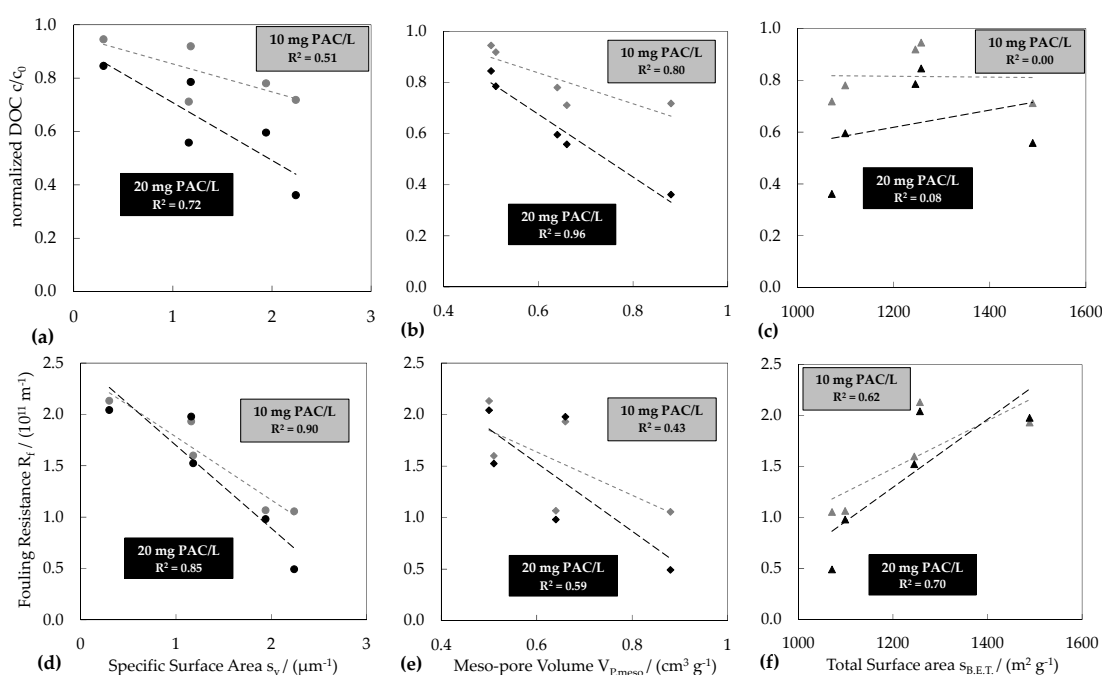 normalized DOC c/c₀
1.0
0.8
0.6
0.4
0.2
0.0
0
1
2
3
10 mg PAC/L
R² = 0.51
20 mg PAC/L
R² = 0.72
(a)
1.0
0.8
0.6
0.4
0.2
0.0
0.4
0.6
0.8
1
10 mg PAC/L
R² = 0.80
20 mg PAC/L
R² = 0.96
(b)
1.0
0.8
0.6
0.4
0.2
0.0
1000
1200
1400
1600
10 mg PAC/L
R² = 0.00
20 mg PAC/L
R² = 0.08
(c)
Fouling Resistance R_f / (10¹¹ m⁻¹)
2.5
2.0
1.5
1.0
0.5
0.0
0
1
2
3
10 mg PAC/L
R² = 0.90
20 mg PAC/L
R² = 0.85
(d)
Specific Surface Area s_v / (µm⁻¹)
2.5
2.0
1.5
1.0
0.5
0.0
0.4
0.6
0.8
1
10 mg PAC/L
R² = 0.43
20 mg PAC/L
R² = 0.59
(e)
Meso-pore Volume V_P,meso / (cm³ g⁻¹)
2.5
2.0
1.5
1.0
0.5
0.0
1000
1200
1400
1600
10 mg PAC/L
R² = 0.62
20 mg PAC/L
R² = 0.70
(f)
Total Surface area s_B.E.T. / (m² g⁻¹)